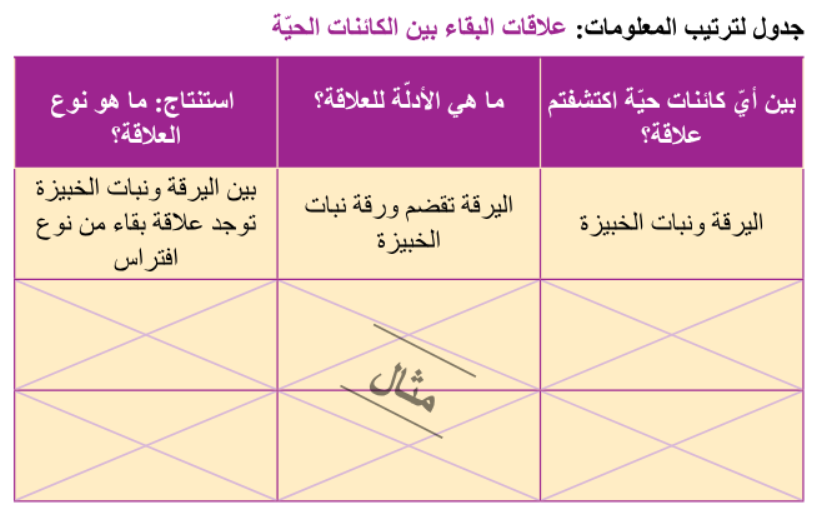 جدول لترتيب المعلومات: علاقات البقاء بين الكائنات الحيّة
بين أيّ كائنات حيّة اكتشفتم
علاقة؟
ما هي الأدلّة للعلاقة؟
استنتاج: ما هو نوع
العلاقة؟
اليرقة ونبات الخبيزة
اليرقة تقضم ورقة نبات
الخبيزة
بين اليرقة ونبات الخبيزة
توجد علاقة بقاء من نوع
افتراس
مثال